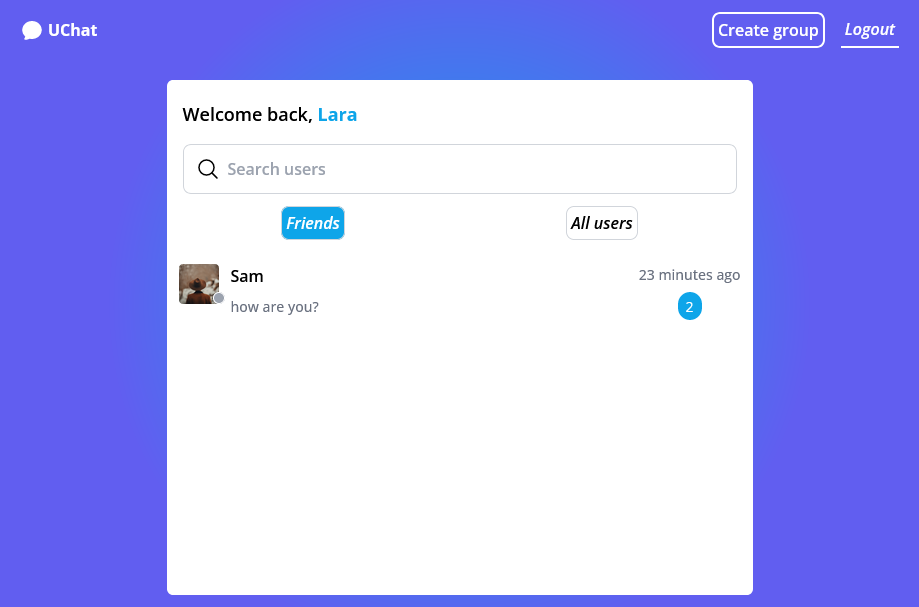 UChat
Create group
Logout
Welcome back, Lara
Search users
Friends
All users
Sam
23 minutes ago
how are you?
2